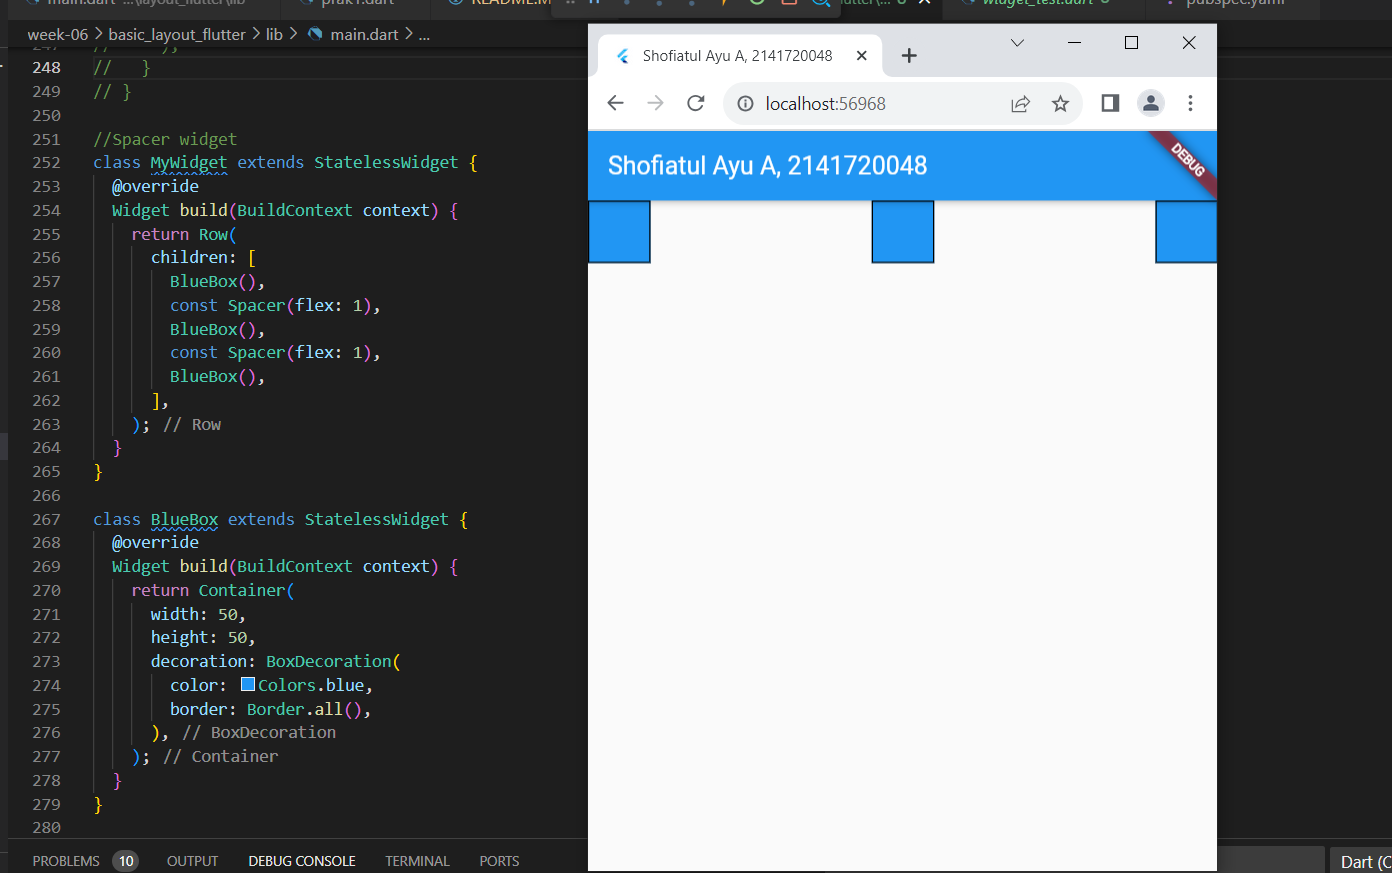 main.dart ...\layout_flutter\lib
prak1.dart
README.M
widget_test.dart
pubspec.yaml
week-06 > basic_layout_flutter > lib > main.dart > ...
248 //   }
249 // }
250
251 //Spacer widget
252 class MyWidget extends StatelessWidget {
253   @override
254   Widget build(BuildContext context) {
255     return Row(
256       children: [
257         BlueBox(),
258         const Spacer(flex: 1),
259         BlueBox(),
260         const Spacer(flex: 1),
261         BlueBox(),
262       ],
263     ); // Row
264   }
265 }
266
267 class BlueBox extends StatelessWidget {
268   @override
269   Widget build(BuildContext context) {
270     return Container(
271       width: 50,
272       height: 50,
273       decoration: BoxDecoration(
274         color: Colors.blue,
275         border: Border.all(),
276       ), // BoxDecoration
277     ); // Container
278   }
279 }
280
PROBLEMS 10 OUTPUT DEBUG CONSOLE TERMINAL PORTS
Shofiatul Ayu A, 2141720048
localhost:56968
Shofiatul Ayu A, 2141720048
DEBUG
Dart (C